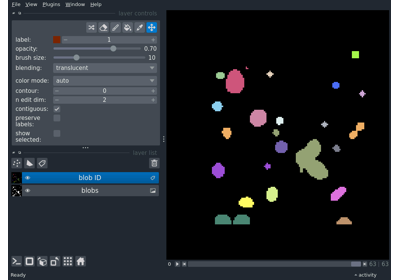 File View Plugins Window Help
layer controls
label: 1
opacity: 0.70
brush size: 10
blending: translucent
color mode: auto
contour: 0
n edit dim: 2
contiguous:
preserve
labels:
show
selected:
layer list
blob ID
blobs
Ready
0
63 63
activity